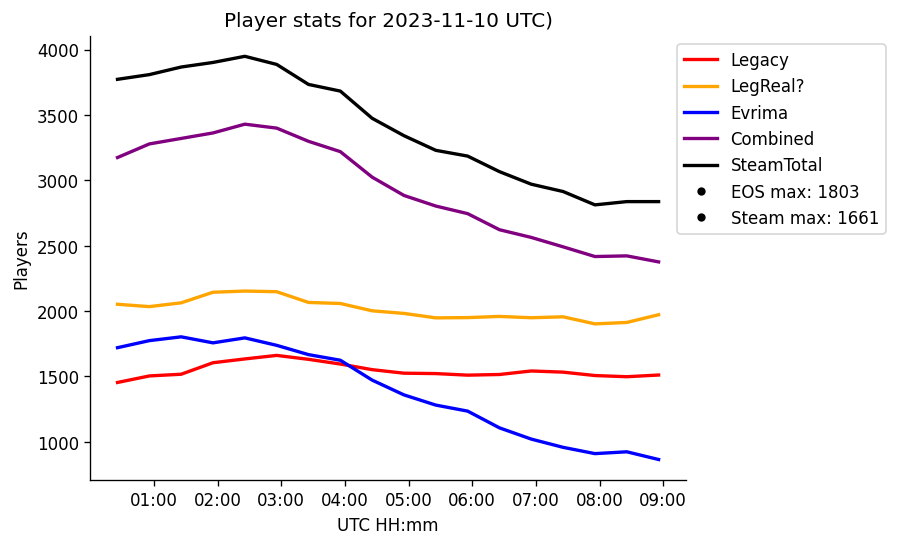 Player stats for 2023-11-10 UTC)
Players
4000
3500
3000
2500
2000
1500
1000
01:00 02:00 03:00 04:00 05:00 06:00 07:00 08:00 09:00
UTC HH:mm
Legacy
LegReal?
Evrima
Combined
SteamTotal
EOS max: 1803
Steam max: 1661